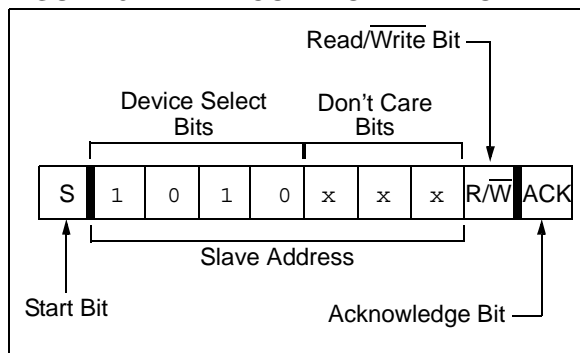 Read/Write Bit
Device Select Bits
Don't Care Bits
S 1 0 1 0 x x x R/W ACK
Slave Address
Start Bit
Acknowledge Bit